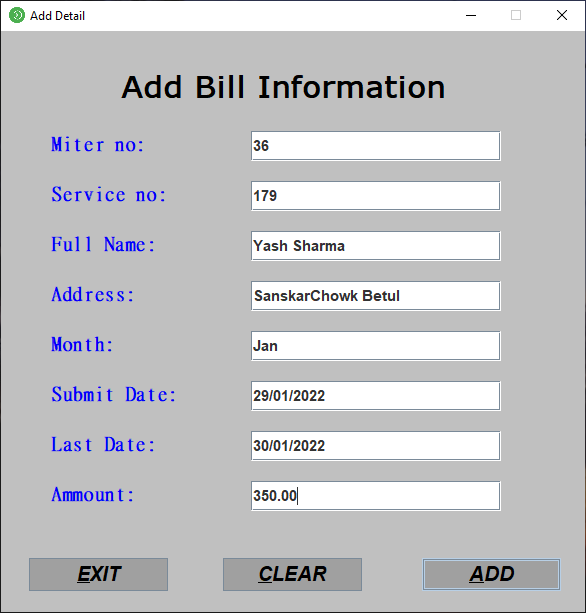 Add Detail
Add Bill Information
Miter no: 36
Service no: 179
Full Name: Yash Sharma
Address: SanskarChowk Betul
Month: Jan
Submit Date: 29/01/2022
Last Date: 30/01/2022
Ammount: 350.00
EXIT CLEAR ADD